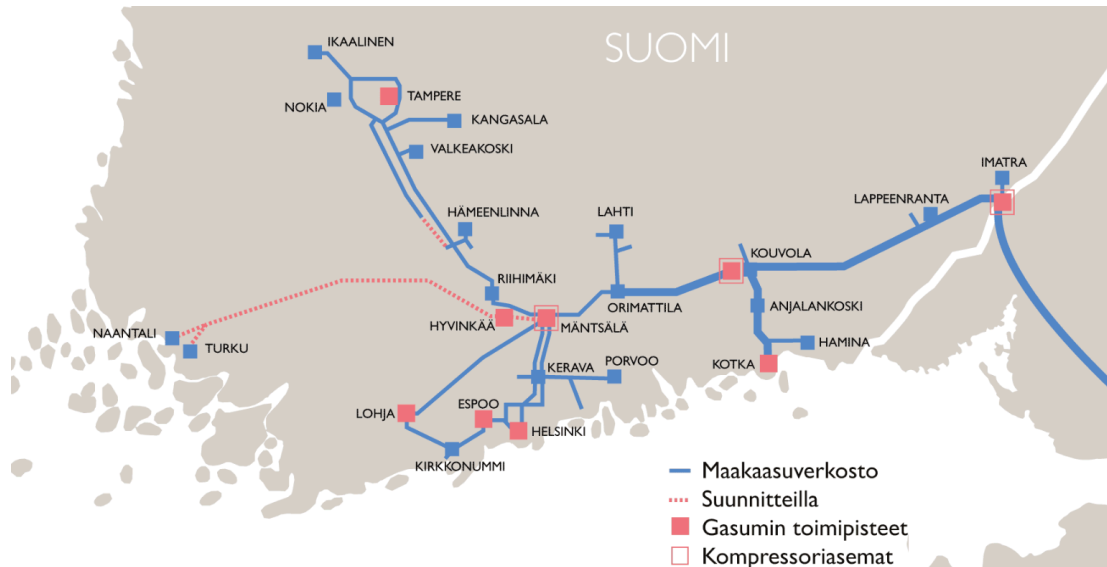 SUOMI
IKAALINEN
NOKIA
TAMPERE
KANGASALA
VALKEAKOSKI
IMATRA
LAPPEENRANTA
HÄMEENLINNA
LAHTI
KOUVOLA
RIIHIMÄKI
ORIMATTILA
ANJALANKOSKI
HYVINKÄÄ
MÄNTSÄLÄ
NAANTALI
TURKU
HAMINA
KERAVA
PORVOO
KOTKA
LOHJA
ESPOO
HELSINKI
KIRKKONUMMI
Maakaasuverkosto
Suunnitteilla
Gasumin toimipisteet
Kompressoriasemat